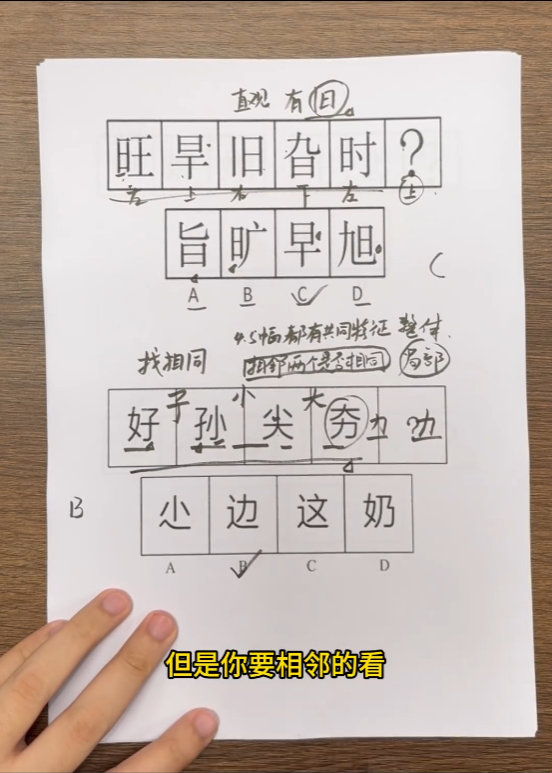 直观 有日
旺 旱 旧 旮 时 ?
左 上 右 下 左 上
旨 旷 早 旭
A B C D
C
4.5幅都有共同特征 整体
找相同 相邻两个是否相同 局部
子 小 大 力
好 孙 尖 夯 边
B
尛 边 这 奶
A B C D
但是你要相邻的看